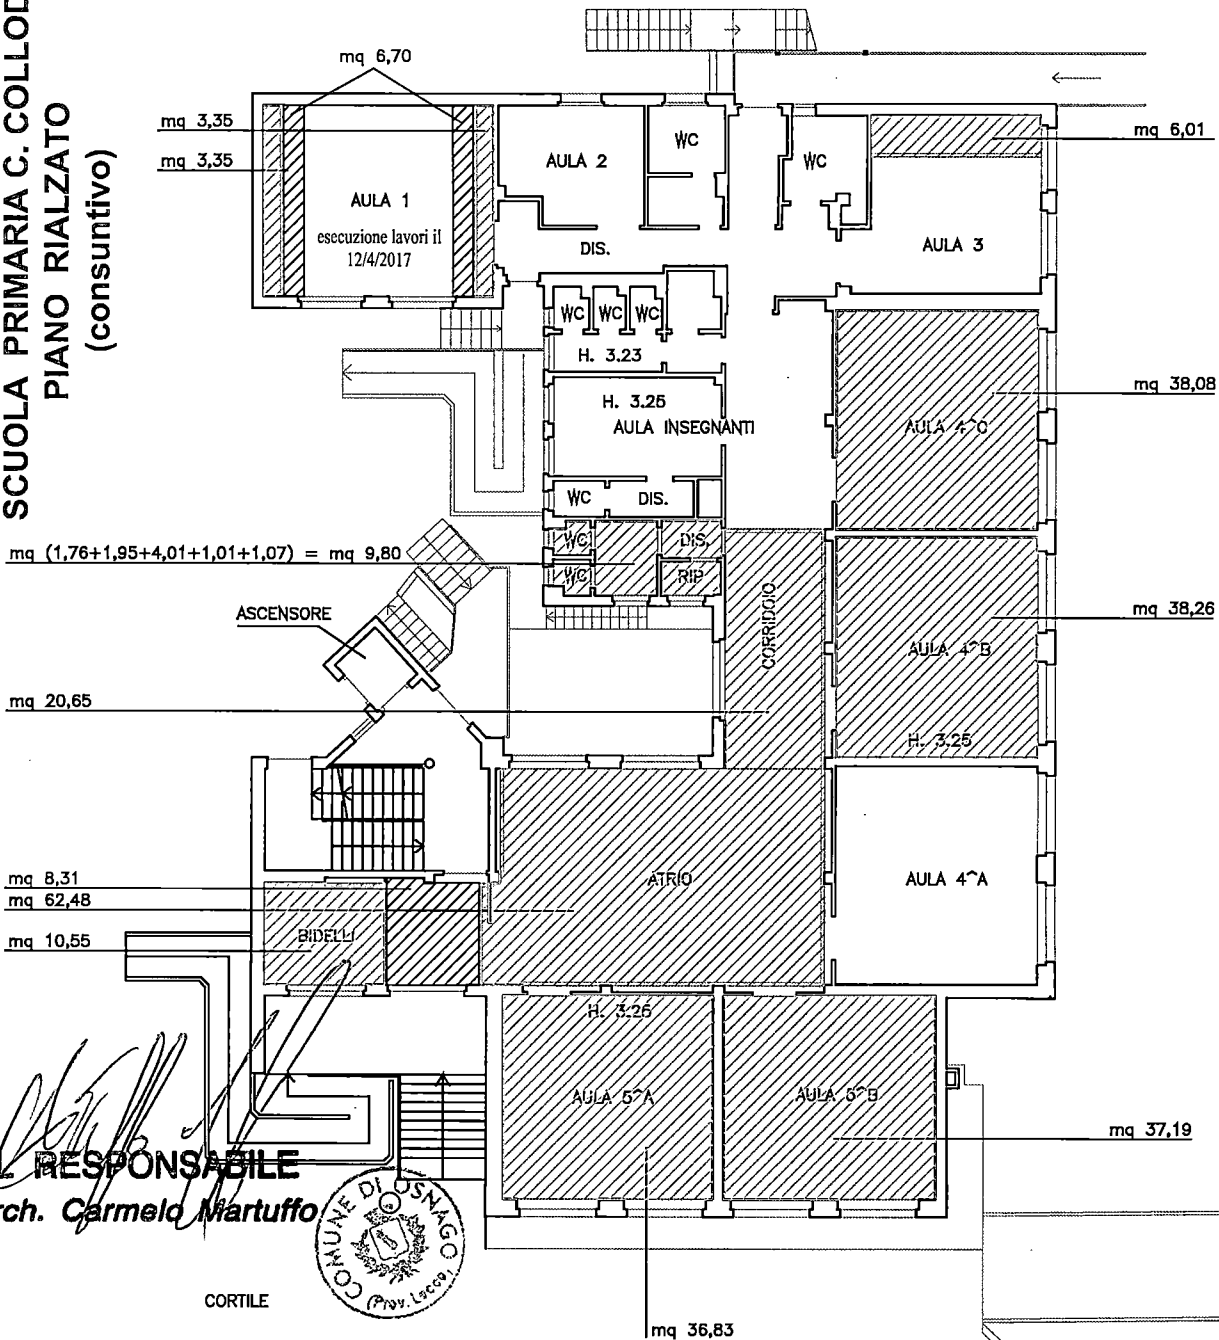 SCUOLA PRIMARIA C. COLLOD
PIANO RIALZATO
(consuntivo)
mq 6,70
mq 3,35
mq 3,35
mq 6,01
AULA 1
esecuzione lavori il
12/4/2017
AULA 2
WC
WC
AULA 3
DIS.
WC
WC
WC
H. 3.23
H. 3.25
AULA INSEGNANTI
mq 38,08
AULA 4^C
WC
DIS.
mq (1,76+1,95+4,01+1,01+1,07) = mq 9,80
WC
DIS.
WC
RIP
ASCENSORE
CORRIDOIO
mq 38,26
AULA 4^B
H. 3.25
mq 20,65
mq 8,31
mq 62,48
mq 10,55
BIDELLI
ATRIO
AULA 4^A
H. 3.25
AULA 5^A
AULA 5^B
mq 37,19
RESPONSABILE
rch. Carmelo Martuffo
COMUNE DI OSNAGO
(Prov. Lecco)
CORTILE
mq 36,83